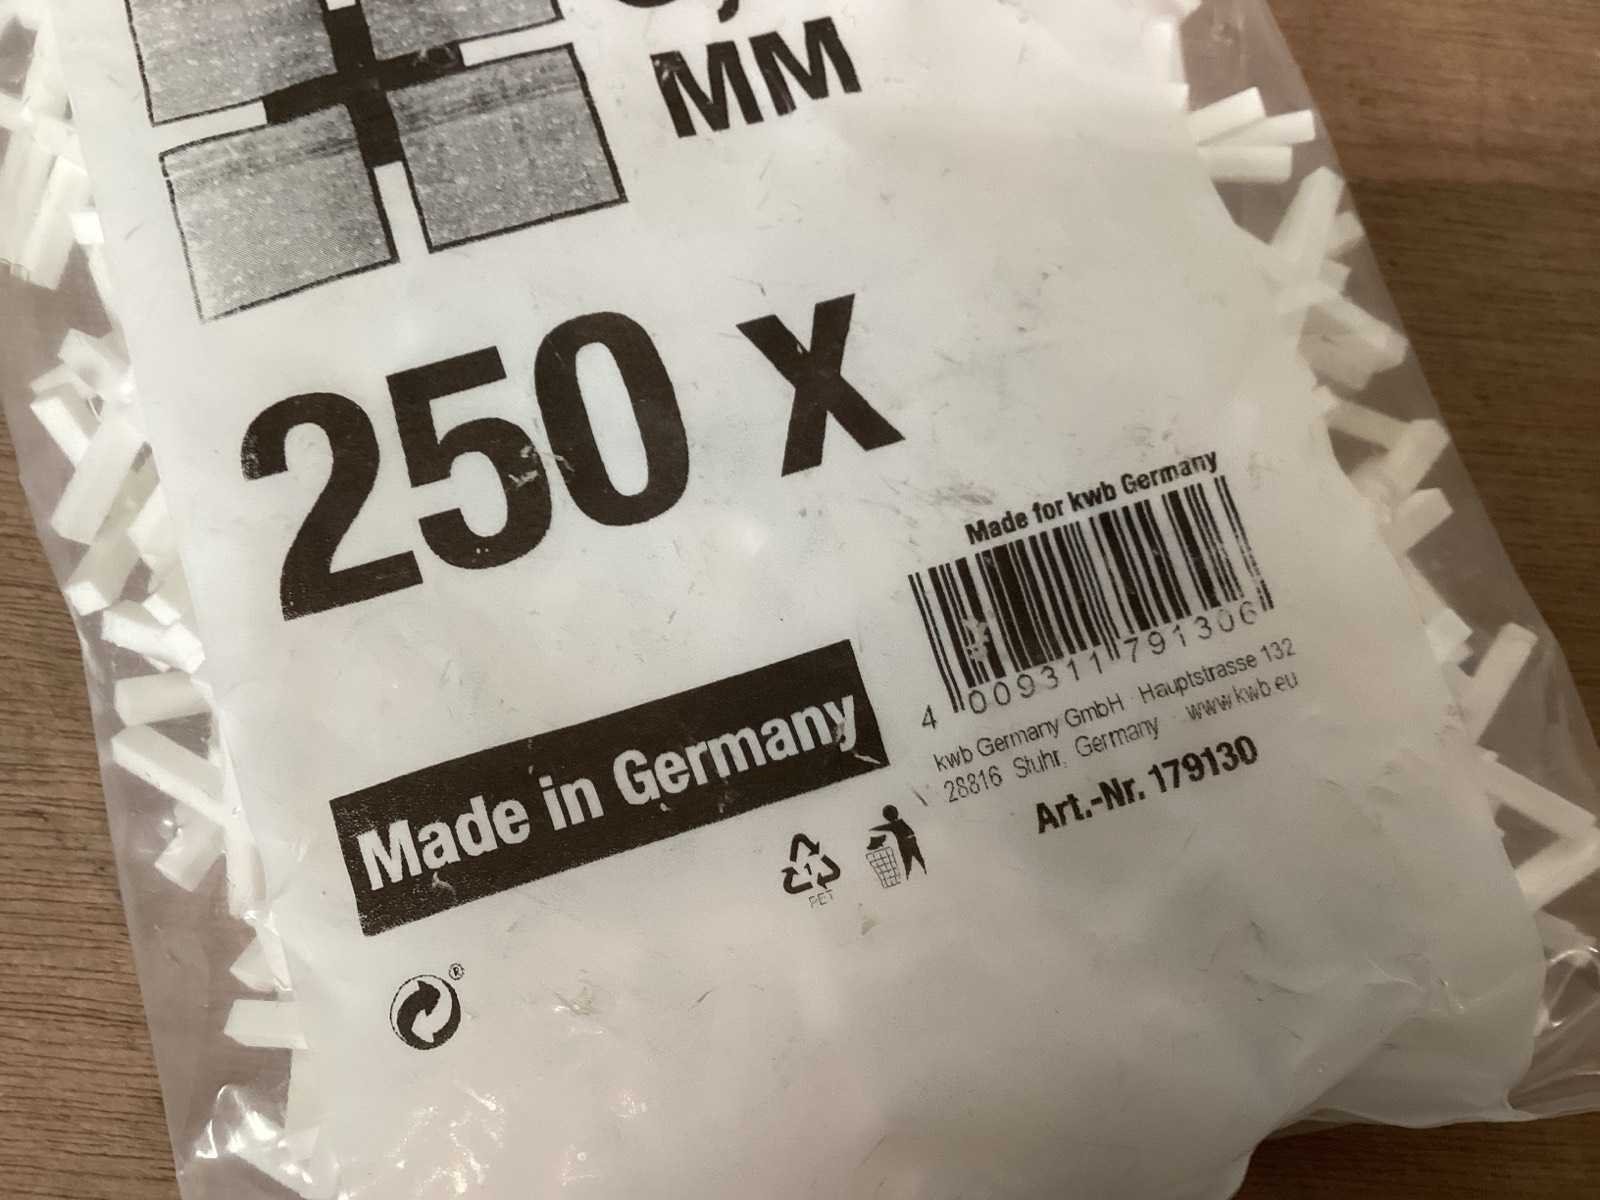 MM
250 x
Made for kwb Germany
4 009311 791306
kwb Germany GmbH · Hauptstrasse 132
28816 Stuhr, Germany www.kwb.eu
Art.-Nr. 179130
Made in Germany
1
PET
®